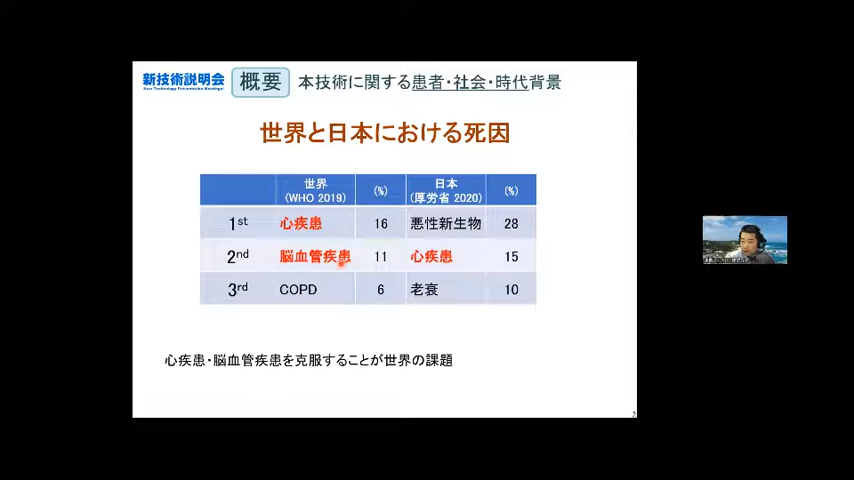 新技術説明会
New Technology Presentation Meetings!
概要
本技術に関する患者・社会・時代背景
世界と日本における死因
世界 (WHO 2019) (%) 日本 (厚労省 2020) (%)
1st 心疾患 16 悪性新生物 28
2nd 脳血管疾患 11 心疾患 15
3rd COPD 6 老衰 10
心疾患・脳血管疾患を克服することが世界の課題
2